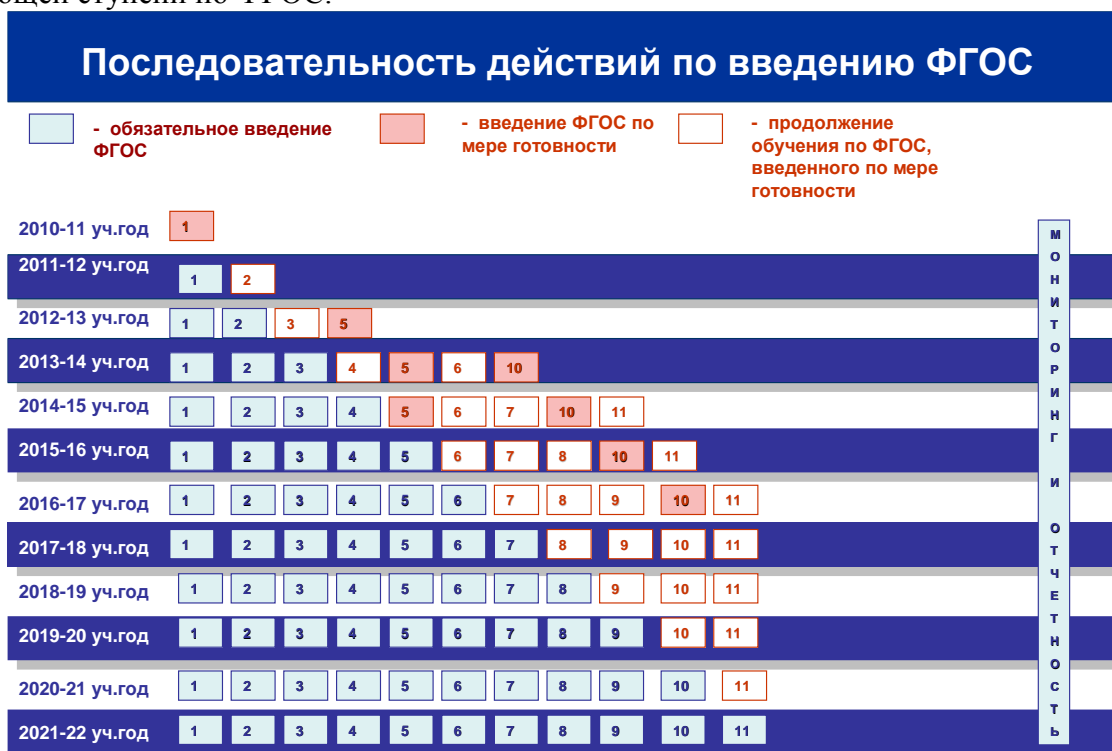 ющей ступени по ФГОС.
Последовательность действий по введению ФГОС
- обязательное введение
ФГОС
- введение ФГОС по
мере готовности
- продолжение
обучения по ФГОС,
введенного по мере
готовности
2010-11 уч.год 1
2011-12 уч.год 1 2
2012-13 уч.год 1 2 3 5
2013-14 уч.год 1 2 3 4 5 6 10
2014-15 уч.год 1 2 3 4 5 6 7 10 11
2015-16 уч.год 1 2 3 4 5 6 7 8 10 11
2016-17 уч.год 1 2 3 4 5 6 7 8 9 10 11
2017-18 уч.год 1 2 3 4 5 6 7 8 9 10 11
2018-19 уч.год 1 2 3 4 5 6 7 8 9 10 11
2019-20 уч.год 1 2 3 4 5 6 7 8 9 10 11
2020-21 уч.год 1 2 3 4 5 6 7 8 9 10 11
2021-22 уч.год 1 2 3 4 5 6 7 8 9 10 11
МОНИТОРИНГ И ОТЧЕТНОСТЬ